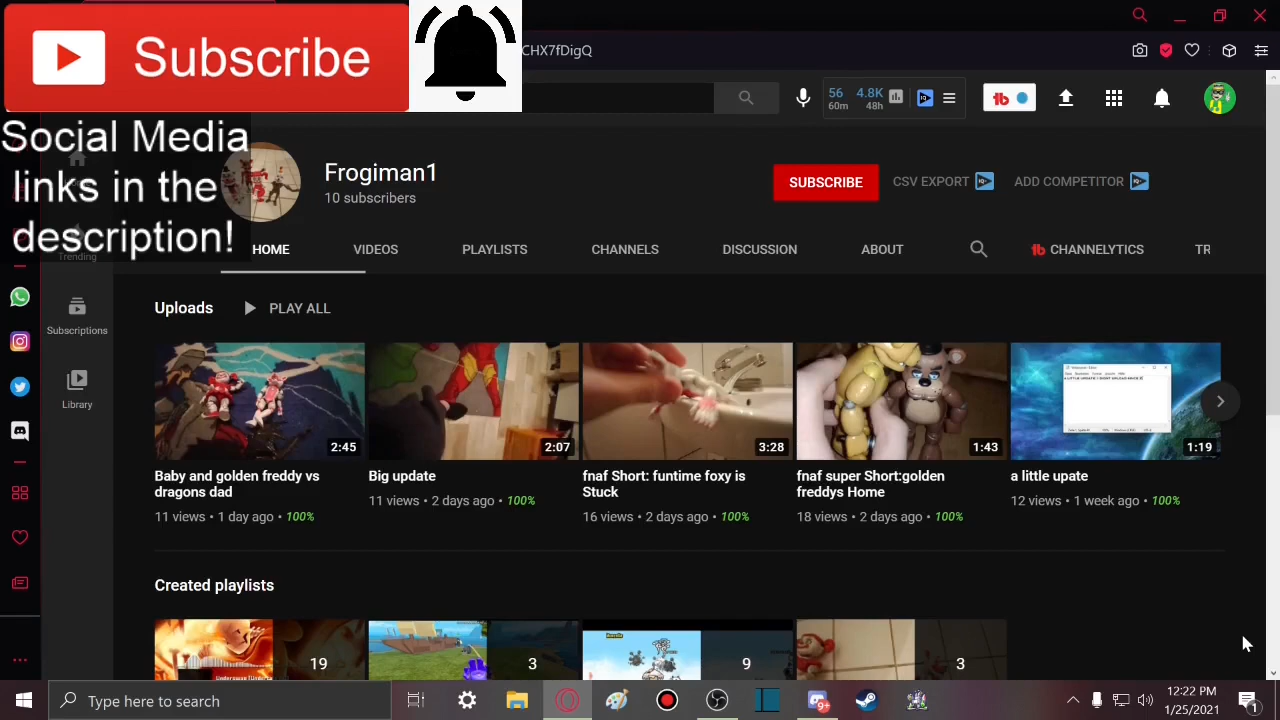 Subscribe
CHX7fDigQ
Social Media
links in the
description!
56 4.8K
60m 48h
Frogiman1
10 subscribers
SUBSCRIBE
CSV EXPORT
ADD COMPETITOR
HOME VIDEOS PLAYLISTS CHANNELS DISCUSSION ABOUT CHANNELYTICS TR
Trending
Subscriptions
Library
Uploads PLAY ALL
2:45
2:07
3:28
1:43
1:19
Baby and golden freddy vs
dragons dad
11 views • 1 day ago • 100%
Big update
11 views • 2 days ago • 100%
fnaf Short: funtime foxy is
Stuck
16 views • 2 days ago • 100%
fnaf super Short:golden
freddys Home
18 views • 2 days ago • 100%
a little upate
12 views • 1 week ago • 100%
Created playlists
19
3
9
3
Type here to search
9+
12:22 PM
1/25/2021
1